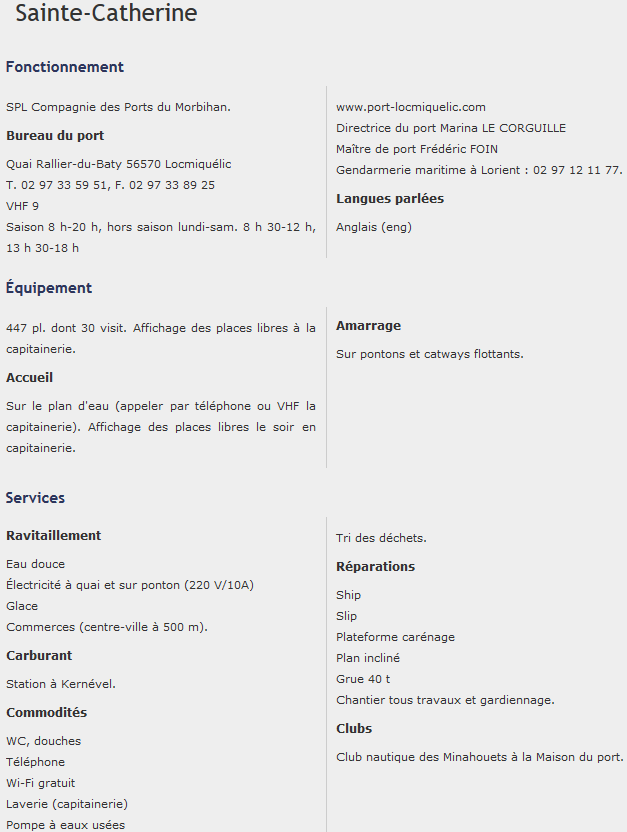 Sainte-Catherine
Fonctionnement
SPL Compagnie des Ports du Morbihan.
Bureau du port
Quai Rallier-du-Baty 56570 Locmiquélic
T. 02 97 33 59 51, F. 02 97 33 89 25
VHF 9
Saison 8 h-20 h, hors saison lundi-sam. 8 h 30-12 h,
13 h 30-18 h
www.port-locmiquelic.com
Directrice du port Marina LE CORGUILLE
Maître de port Frédéric FOIN
Gendarmerie maritime à Lorient : 02 97 12 11 77.
Langues parlées
Anglais (eng)
Équipement
447 pl. dont 30 visit. Affichage des places libres à la
capitainerie.
Accueil
Sur le plan d'eau (appeler par téléphone ou VHF la
capitainerie). Affichage des places libres le soir en
capitainerie.
Amarrage
Sur pontons et catways flottants.
Services
Ravitaillement
Eau douce
Électricité à quai et sur ponton (220 V/10A)
Glace
Commerces (centre-ville à 500 m).
Carburant
Station à Kernével.
Commodités
WC, douches
Téléphone
Wi-Fi gratuit
Laverie (capitainerie)
Pompe à eaux usées
Tri des déchets.
Réparations
Ship
Slip
Plateforme carénage
Plan incliné
Grue 40 t
Chantier tous travaux et gardiennage.
Clubs
Club nautique des Minahouets à la Maison du port.